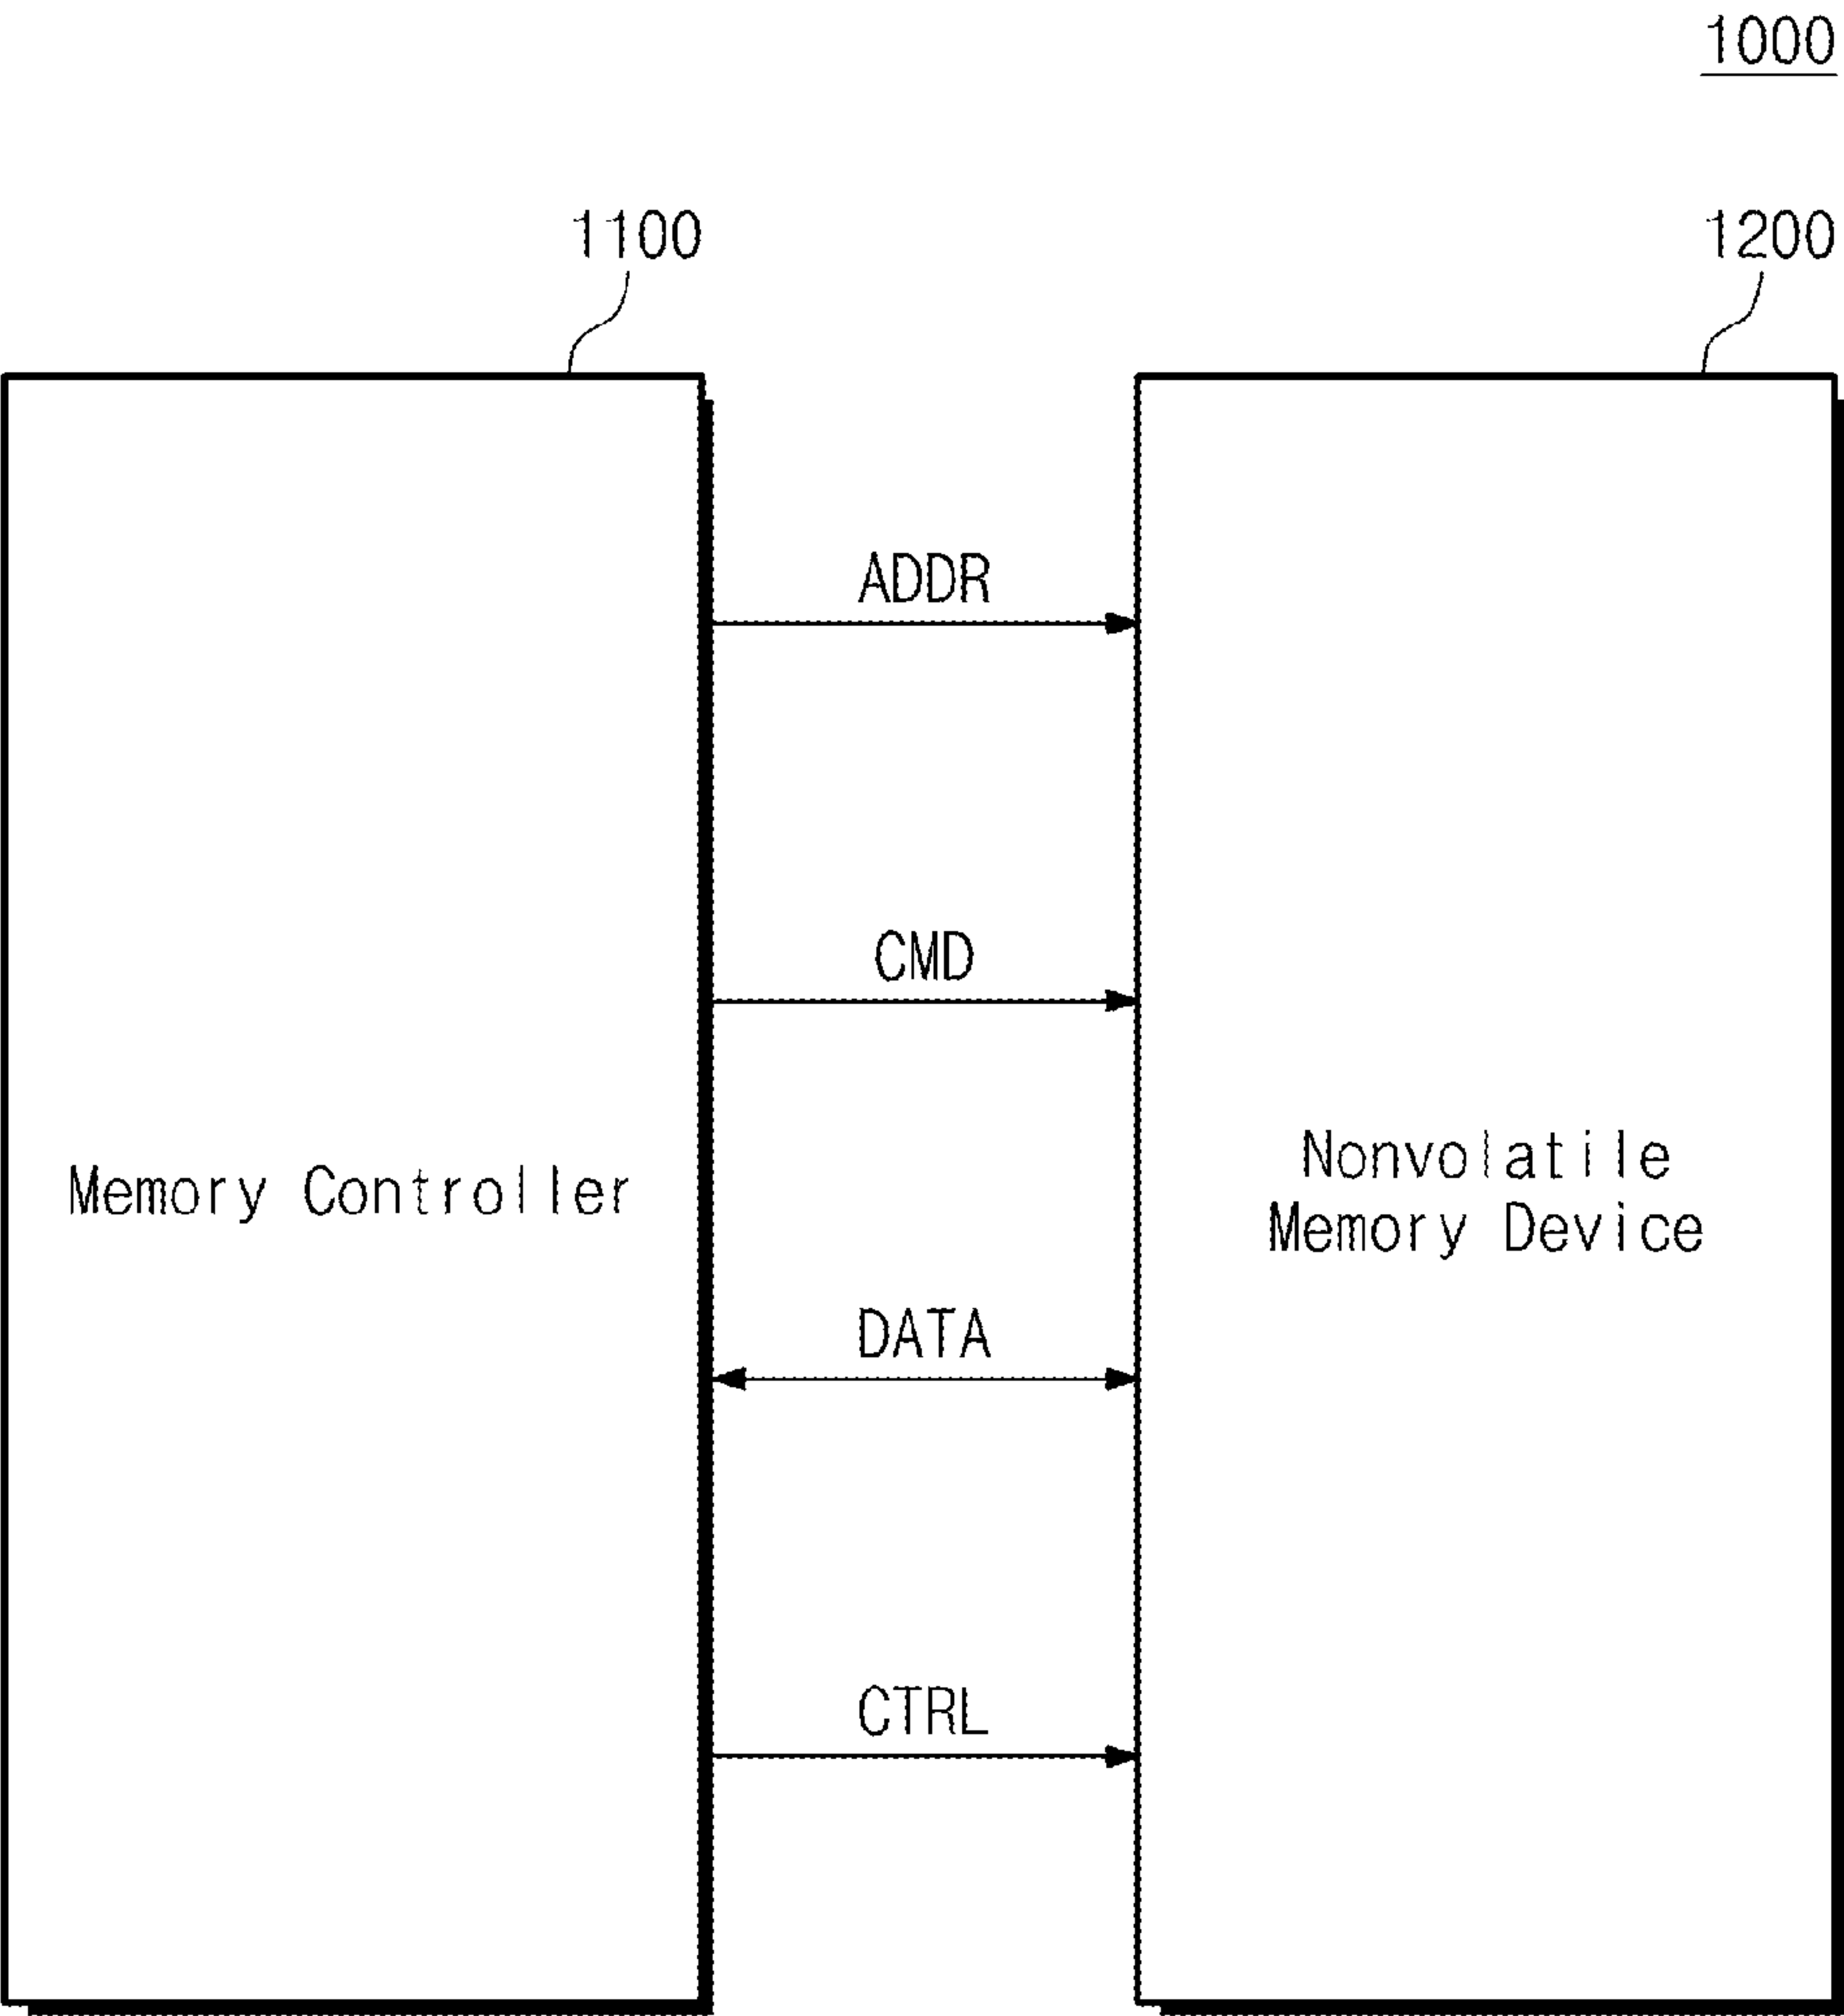 1000
1100
1200
ADDR
CMD
Memory Controller
Nonvolatile
Memory Device
DATA
CTRL